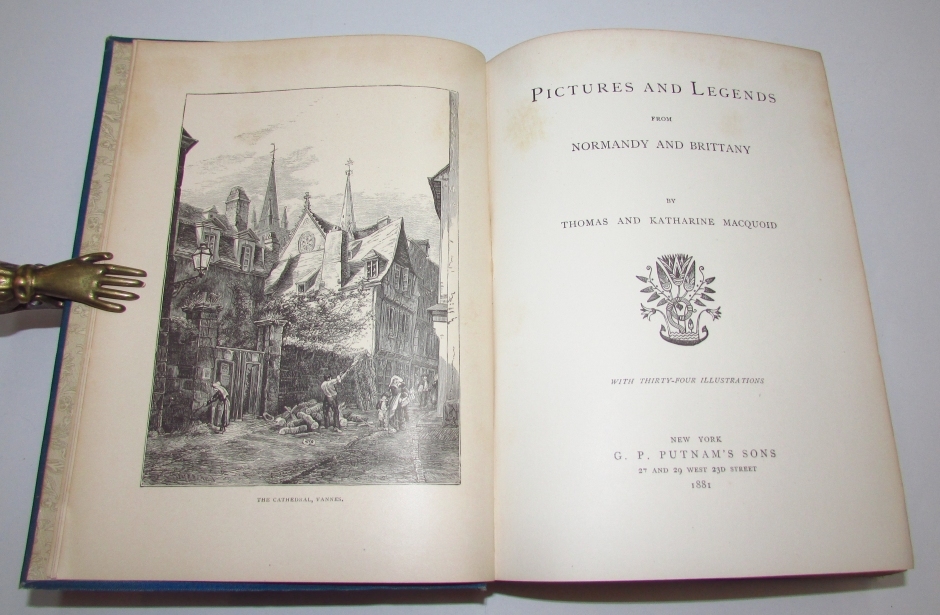 THE CATHEDRAL, VANNES.
PICTURES AND LEGENDS
FROM
NORMANDY AND BRITTANY
BY
THOMAS AND KATHARINE MACQUOID
WITH THIRTY-FOUR ILLUSTRATIONS
NEW YORK
G. P. PUTNAM'S SONS
27 AND 29 WEST 23D STREET
1881